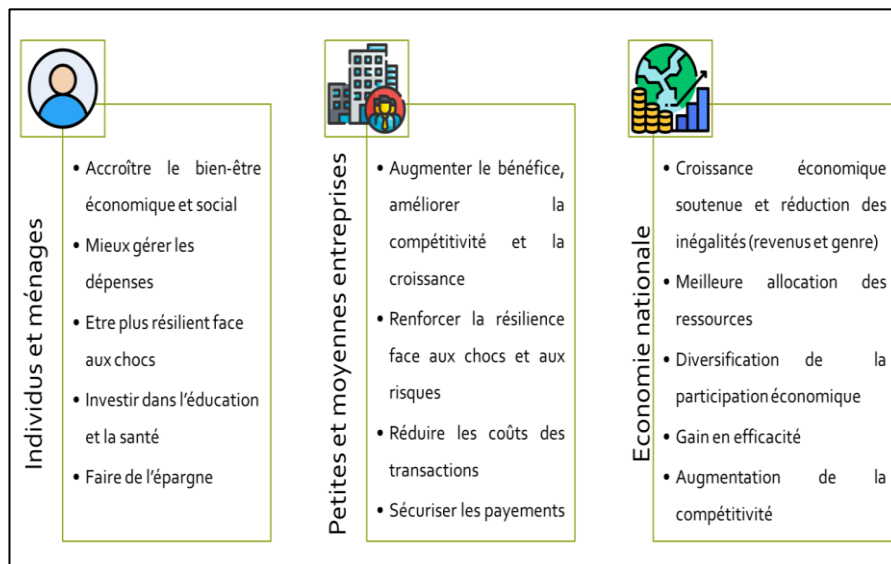 Individus et ménages
• Accroître le bien-être
économique et social
• Mieux gérer les
dépenses
• Etre plus résilient face
aux chocs
• Investir dans l'éducation
et la santé
• Faire de l'épargne
Petites et moyennes entreprises
• Augmenter le bénéfice,
améliorer la
compétitivité et la
croissance
• Renforcer la résilience
face aux chocs et aux
risques
• Réduire les coûts des
transactions
• Sécuriser les payements
Economie nationale
• Croissance économique
soutenue et réduction des
inégalités (revenus et genre)
• Meilleure allocation des
ressources
• Diversification de la
participation économique
• Gain en efficacité
• Augmentation de la
compétitivité